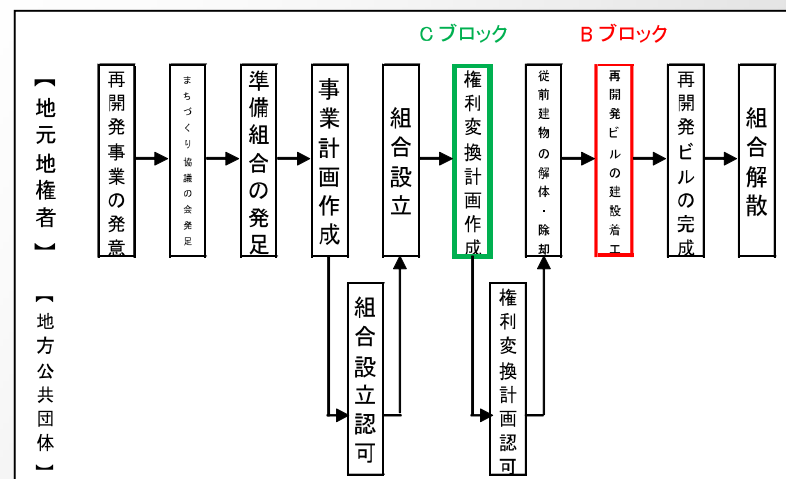 Cブロック
Bブロック
【地元地権者】
再開発事業の発意
まちづくり協議の会発足
準備組合の発足
事業計画作成
組合設立
権利変換計画作成
従前建物の解体・除却
再開発ビルの建設着工
再開発ビルの完成
組合解散
【地方公共団体】
組合設立認可
権利変換計画認可